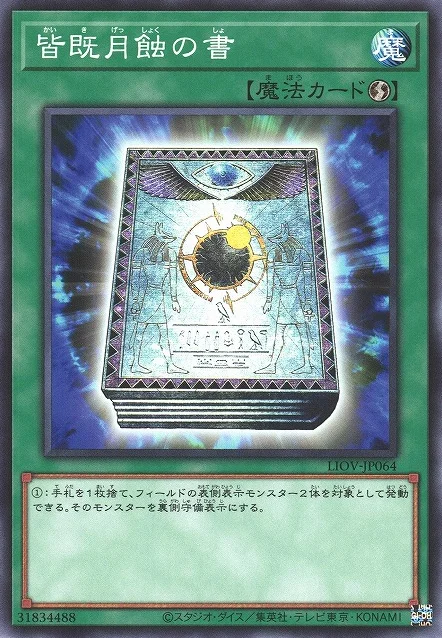 皆既月蝕の書
魔
【魔法カード】
LIOV-JP064
①：手札を１枚捨て、フィールドの表側表示モンスター２体を対象として発動
できる。そのモンスターを裏側守備表示にする。
31834488
©スタジオ・ダイス／集英社・テレビ東京・KONAMI